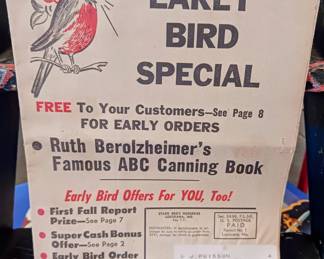 EARLY
BIRD
SPECIAL
FREE To Your Customers—See Page 8
FOR EARLY ORDERS
• Ruth Berolzheimer's
Famous ABC Canning Book
Early Bird Offers For YOU, Too!
• First Fall Report
Prize—See Page 7
• Super Cash Bonus
Offer—See Page 2
• Early Bird Order
U. S. POSTAGE
PAID